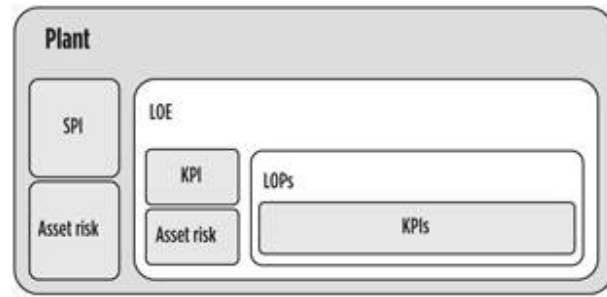 Plant
SPI
Asset risk
LOE
KPI
Asset risk
LOPs
KPIs